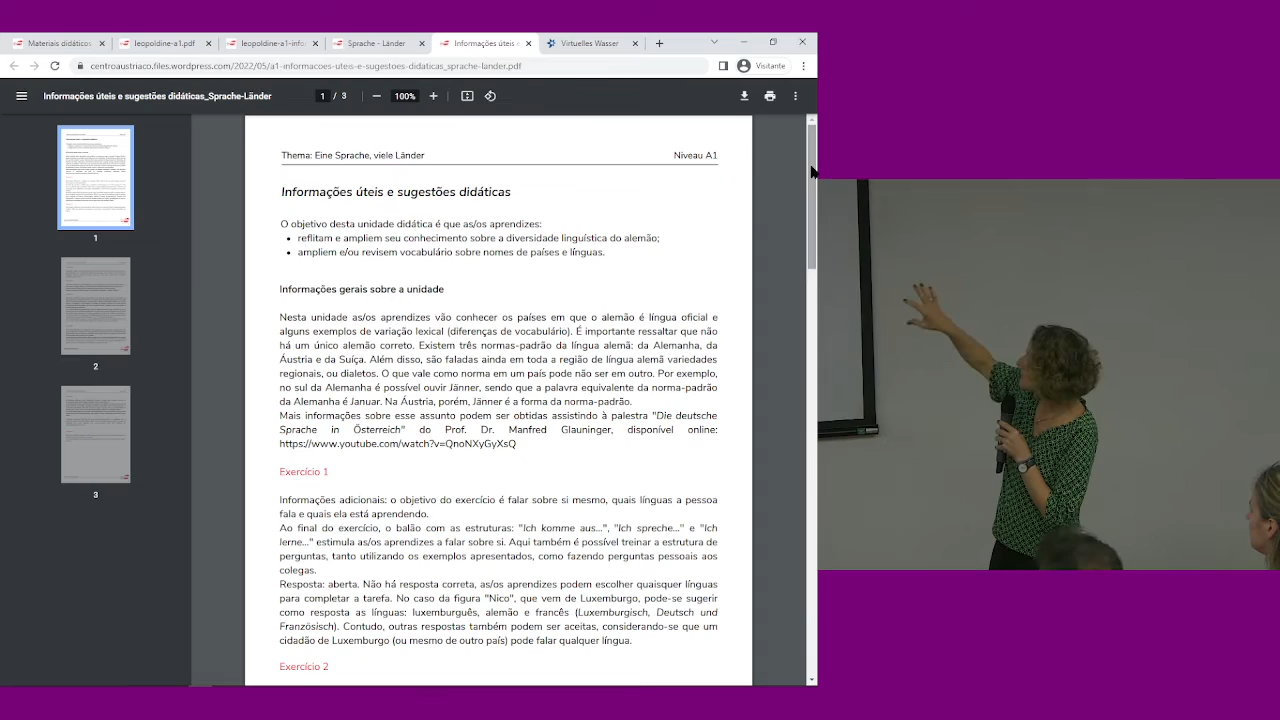 Materiais didáticos
leopoldine-a1.pdf
leopoldine-a1-info
Sprache - Länder
Informações úteis e
Virtuelles Wasser
centroaustriaco.files.wordpress.com/2022/05/a1-informacoes-uteis-e-sugestoes-didaticas_sprache-lander.pdf
Visitante
Informações úteis e sugestões didáticas_Sprache-Länder
1 / 3
100%
Thema: Eine Sprache, viele Länder
Niveau A1
Informações úteis e sugestões didáticas
O objetivo desta unidade didática é que as/os aprendizes:
• reflitam e ampliem seu conhecimento sobre a diversidade linguística do alemão;
• ampliem e/ou revisem vocabulário sobre nomes de países e línguas.
Informações gerais sobre a unidade
Nesta unidade as/os aprendizes vão conhecer os países em que o alemão é língua oficial e
alguns exemplos de variação lexical (diferenças de vocabulário). É importante ressaltar que não
há um único alemão correto. Existem três normas-padrão da língua alemã: da Alemanha, da
Áustria e da Suíça. Além disso, são faladas ainda em toda a região de língua alemã variedades
regionais, ou dialetos. O que vale como norma em um país pode não ser em outro. Por exemplo,
no sul da Alemanha é possível ouvir Jänner, sendo que a palavra equivalente da norma-padrão
da Alemanha é Januar. Na Áustria, porém, Jänner é a forma da norma-padrão.
Mais informações sobre esse assunto podem ser obtidas assistindo à palestra "Die deutsche
Sprache in Österreich" do Prof. Dr. Manfred Glauninger, disponível online:
https://www.youtube.com/watch?v=QnoNXyGyXsQ
Exercício 1
Informações adicionais: o objetivo do exercício é falar sobre si mesmo, quais línguas a pessoa
fala e quais ela está aprendendo.
Ao final do exercício, o balão com as estruturas: "Ich komme aus...", "Ich spreche..." e "Ich
lerne..." estimula as/os aprendizes a falar sobre si. Aqui também é possível treinar a estrutura de
perguntas, tanto utilizando os exemplos apresentados, como fazendo perguntas pessoais aos
colegas.
Resposta: aberta. Não há resposta correta, as/os aprendizes podem escolher quaisquer línguas
para completar a tarefa. No caso da figura "Nico", que vem de Luxemburgo, pode-se sugerir
como resposta as línguas: luxemburguês, alemão e francês (Luxemburgisch, Deutsch und
Französisch). Contudo, outras respostas também podem ser aceitas, considerando-se que um
cidadão de Luxemburgo (ou mesmo de outro país) pode falar qualquer língua.
Exercício 2
1
2
3